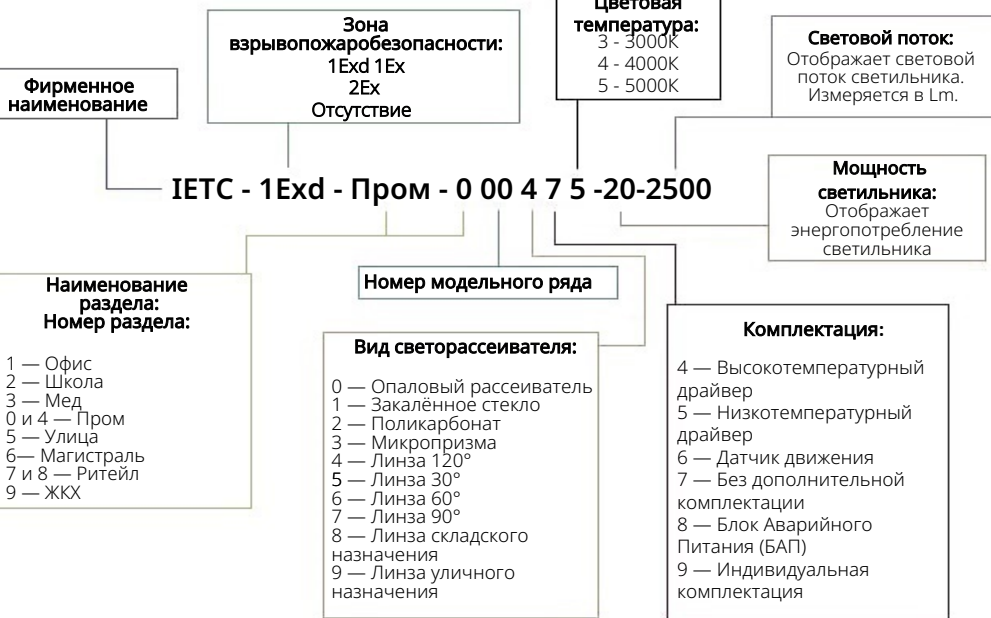 Зона
взрывопожаробезопасности:
1Exd 1Ex
2Ex
Отсутствие
Цветовая
температура:
3 - 3000К
4 - 4000К
5 - 5000К
Световой поток:
Отображает световой
поток светильника.
Измеряется в Lm.
Фирменное
наименование
IETC - 1Exd - Пром - 0 00 4 7 5 -20-2500
Мощность
светильника:
Отображает
энергопотребление
светильника
Наименование
раздела:
Номер раздела:
1 — Офис
2 — Школа
3 — Мед
0 и 4 — Пром
5 — Улица
6— Магистраль
7 и 8 — Ритейл
9 — ЖКХ
Номер модельного ряда
Вид светорассеивателя:
0 — Опаловый рассеиватель
1 — Закалённое стекло
2 — Поликарбонат
3 — Микропризма
4 — Линза 120°
5 — Линза 30°
6 — Линза 60°
7 — Линза 90°
8 — Линза складского
назначения
9 — Линза уличного
назначения
Комплектация:
4 — Высокотемпературный
драйвер
5 — Низкотемпературный
драйвер
6 — Датчик движения
7 — Без дополнительной
комплектации
8 — Блок Аварийного
Питания (БАП)
9 — Индивидуальная
комплектация